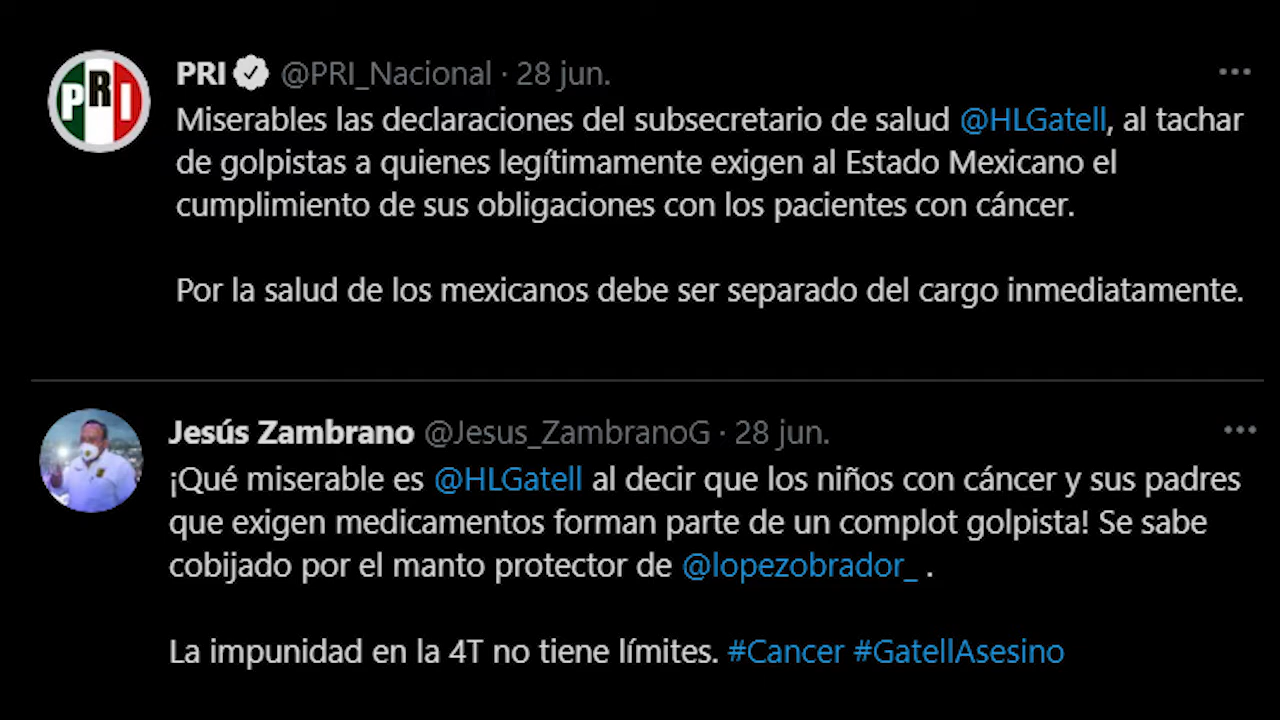 PRI
PRI @PRI_Nacional · 28 jun.
Miserables las declaraciones del subsecretario de salud @HLGatell, al tachar
de golpistas a quienes legítimamente exigen al Estado Mexicano el
cumplimiento de sus obligaciones con los pacientes con cáncer.
Por la salud de los mexicanos debe ser separado del cargo inmediatamente.
Jesús Zambrano @Jesus_ZambranoG · 28 jun.
¡Qué miserable es @HLGatell al decir que los niños con cáncer y sus padres
que exigen medicamentos forman parte de un complot golpista! Se sabe
cobijado por el manto protector de @lopezobrador_ .
La impunidad en la 4T no tiene límites. #Cancer #GatellAsesino